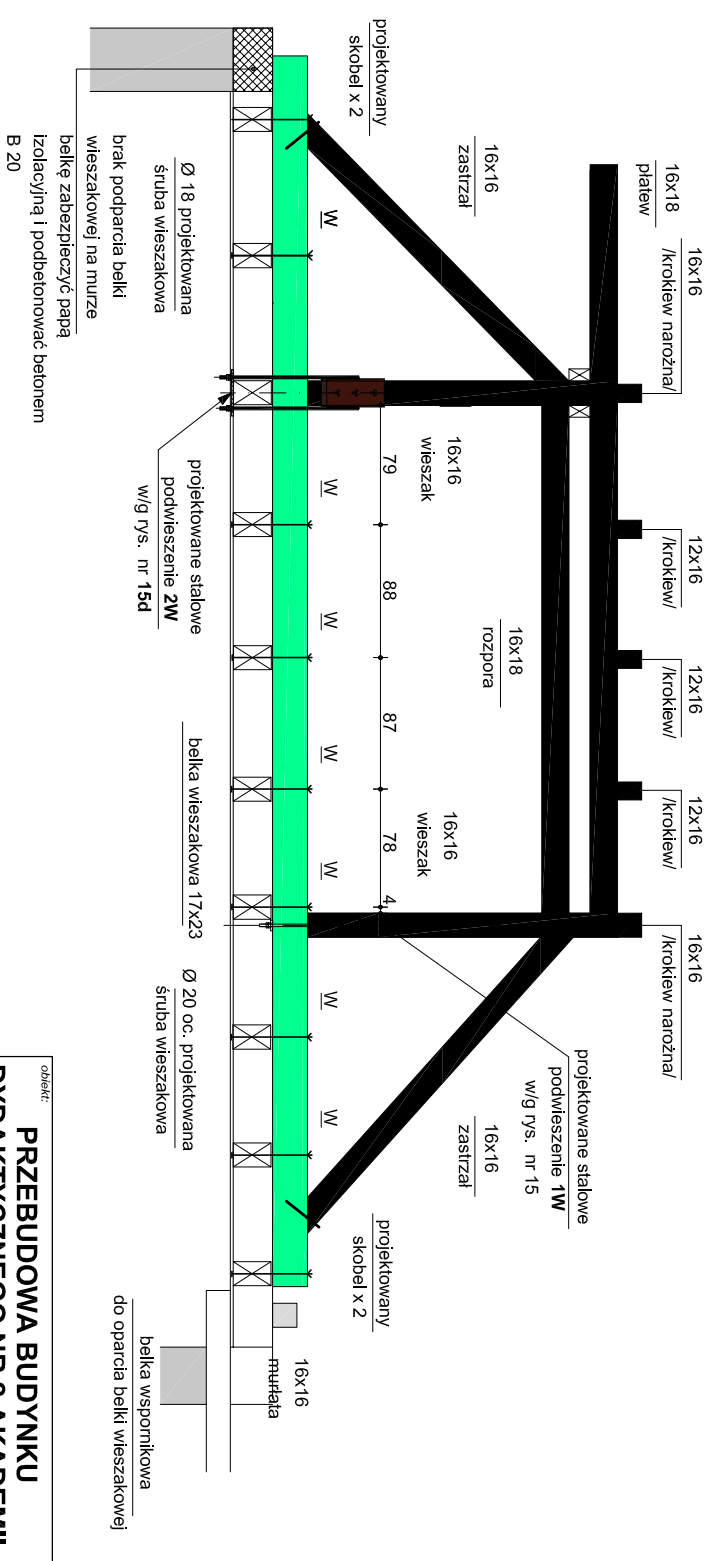 16x16
/krokiew narożna/
12x16
/krokiew/
12x16
/krokiew/
12x16
/krokiew/
16x16
/krokiew narożna/
16x18
płatew
16x16
zastrzał
16x18
rozpora
projektowane stalowe
podwieszenie 1W
w/g rys. nr 15
16x16
zastrzał
projektowany
skobel x 2
16x16
wieszak
16x16
wieszak
projektowany
skobel x 2
79
88
87
78
4
W
W
W
W
W
W
W
16x16
murłata
Ø 18 projektowana
śruba wieszakowa
projektowane stalowe
podwieszenie 2W
w/g rys. nr 15d
belka wieszakowa 17x23
Ø 20 oc. projektowana
śruba wieszakowa
brak podparcia belki
wieszakowej na murze
belkę zabezpieczyć papą
izolacyjną i podbetonować betonem
B 20
belka wspornikowa
do oparcia belki wieszakowej
obiekt:
PRZEBUDOWA BUDYNKU
DYDAKTYCZNEGO NR 2 AKADEMII